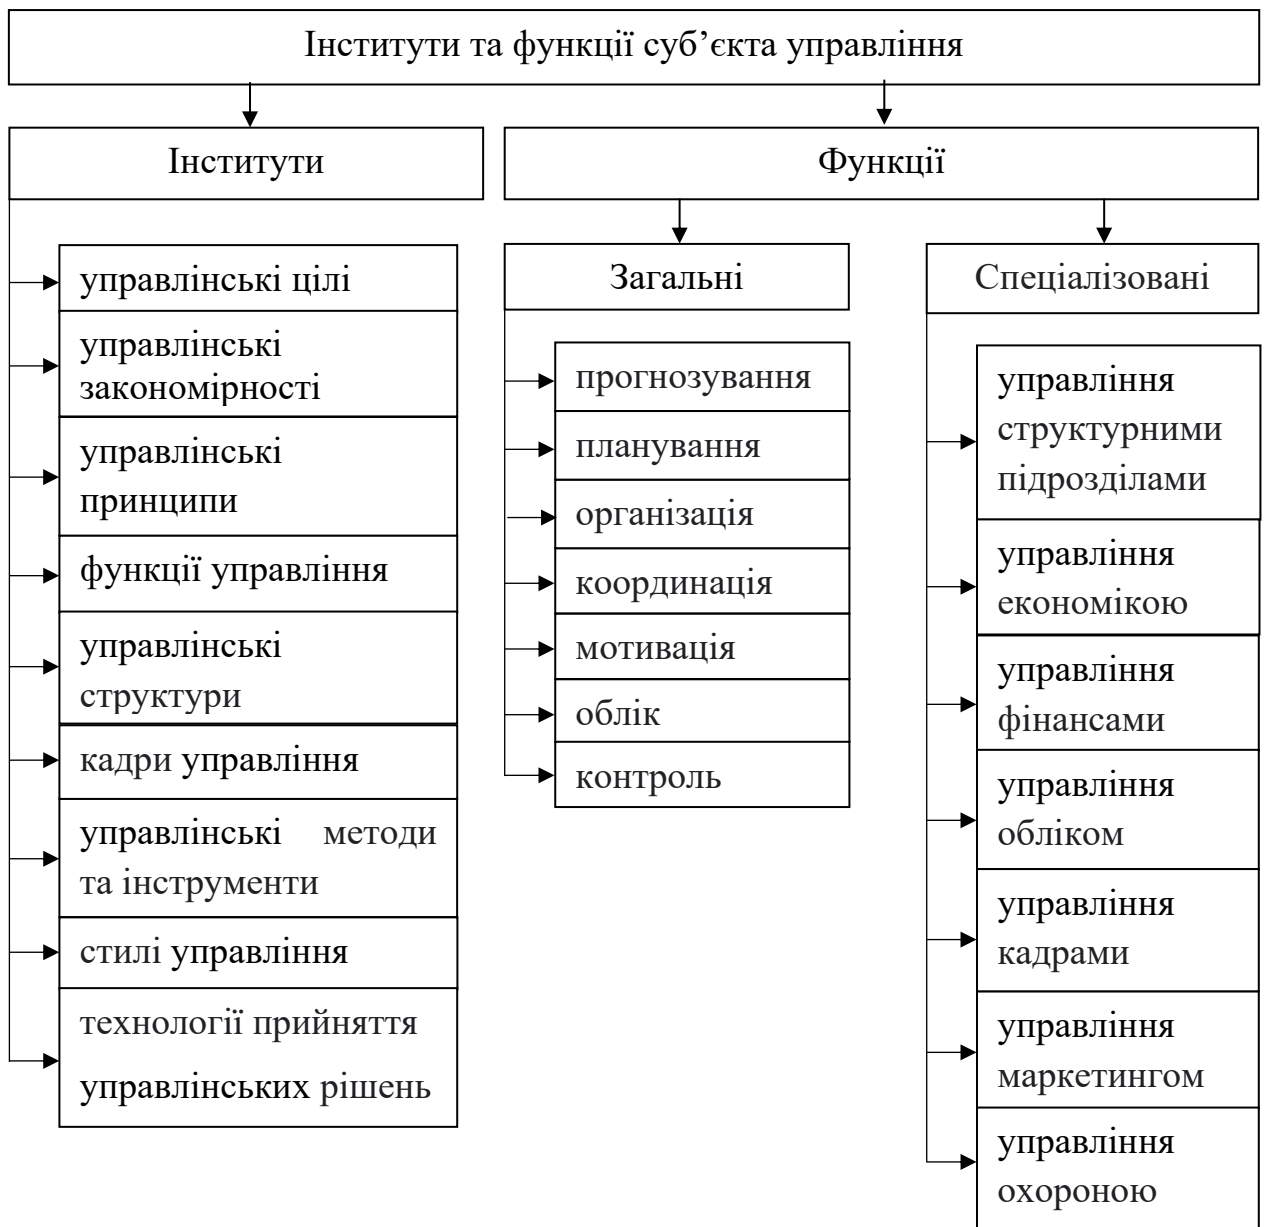 Інститути та функції суб’єкта управління
Інститути
Функції
управлінські цілі
управлінські
закономірності
управлінські
принципи
функції управління
управлінські
структури
кадри управління
управлінські методи
та інструменти
стилі управління
технології прийняття
управлінських рішень
Загальні
прогнозування
планування
організація
координація
мотивація
облік
контроль
Спеціалізовані
управління
структурними
підрозділами
управління
економікою
управління
фінансами
управління
обліком
управління
кадрами
управління
маркетингом
управління
охороною